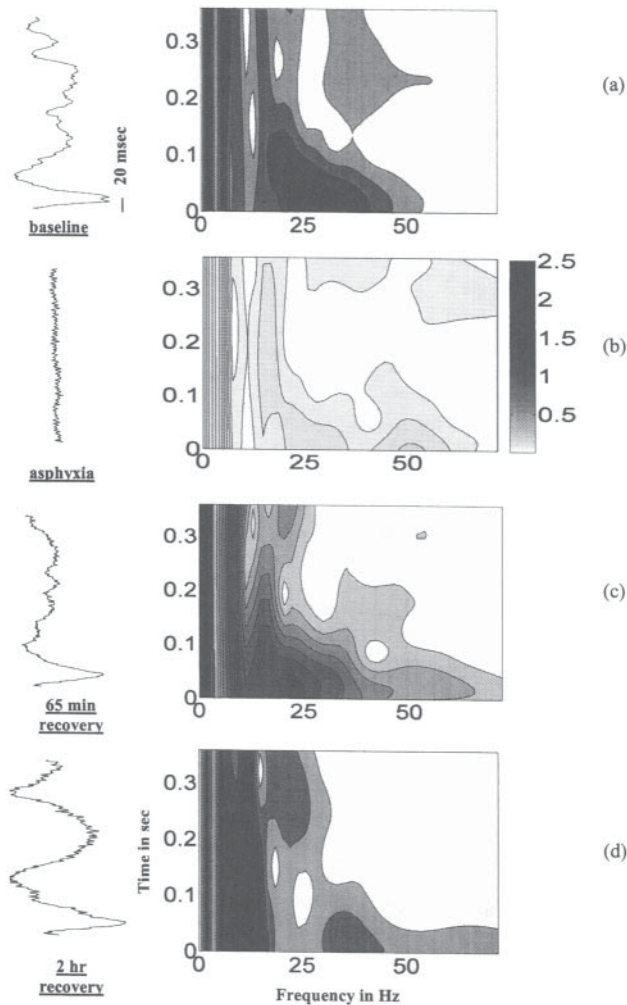 0.3
0.2
0.1
0
0
25
50
20 msec
baseline
(a)
0.3
0.2
0.1
0
0
25
50
2.5
2
1.5
1
0.5
asphyxia
(b)
0.3
0.2
0.1
0
0
25
50
65 min
recovery
(c)
0.3
0.2
0.1
0
0
25
50
Time in sec
2 hr
recovery
Frequency in Hz
(d)